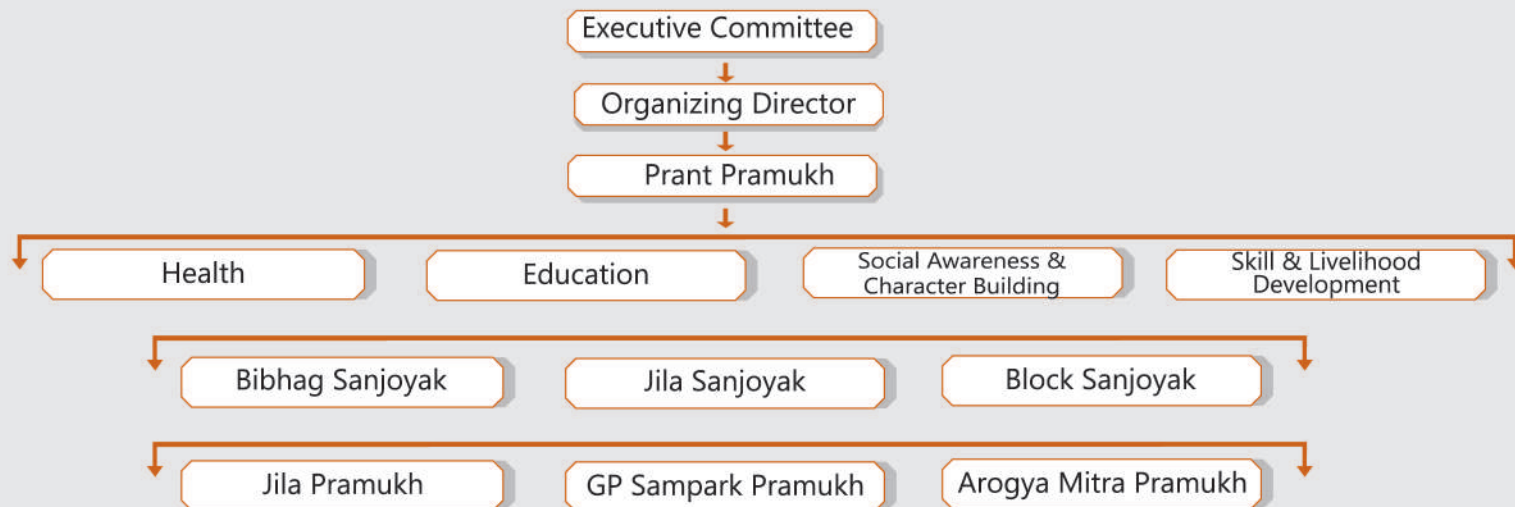 Executive Committee
Organizing Director
Prant Pramukh
Health
Education
Social Awareness &
Character Building
Skill & Livelihood
Development
Bibhag Sanjoyak
Jila Sanjoyak
Block Sanjoyak
Jila Pramukh
GP Sampark Pramukh
Arogya Mitra Pramukh